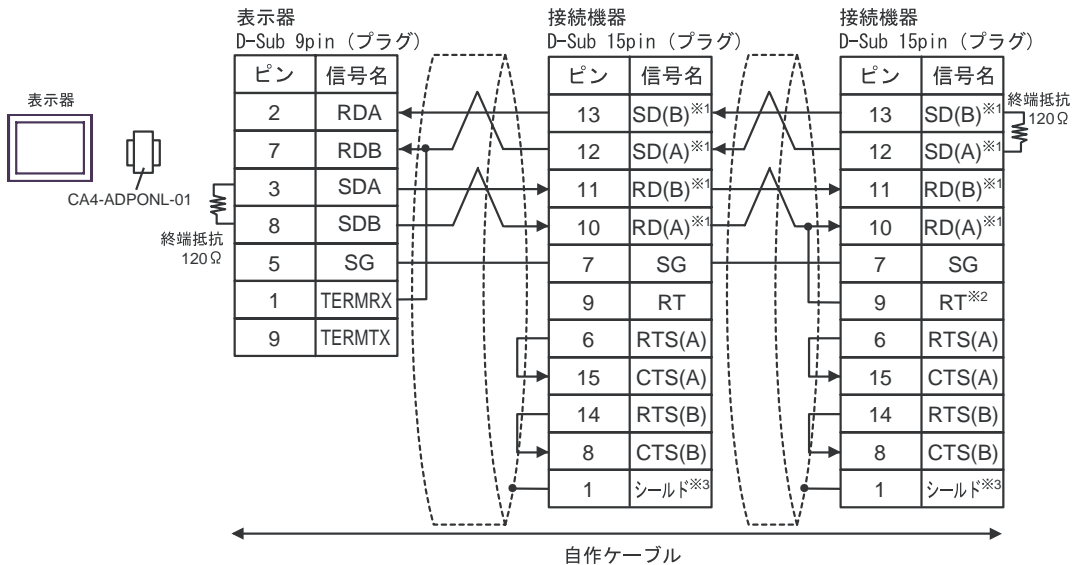 表示器
CA4-ADPONL-01
終端抵抗
120Ω
表示器
D-Sub 9pin（プラグ）
ピン 信号名
2 RDA
7 RDB
3 SDA
8 SDB
5 SG
1 TERMRX
9 TERMTX
接続機器
D-Sub 15pin（プラグ）
ピン 信号名
13 SD(B)※1
12 SD(A)※1
11 RD(B)※1
10 RD(A)※1
7 SG
9 RT
6 RTS(A)
15 CTS(A)
14 RTS(B)
8 CTS(B)
1 シールド※3
接続機器
D-Sub 15pin（プラグ）
ピン 信号名
13 SD(B)※1
12 SD(A)※1
11 RD(B)※1
10 RD(A)※1
7 SG
9 RT※2
6 RTS(A)
15 CTS(A)
14 RTS(B)
8 CTS(B)
1 シールド※3
終端抵抗
120Ω
自作ケーブル